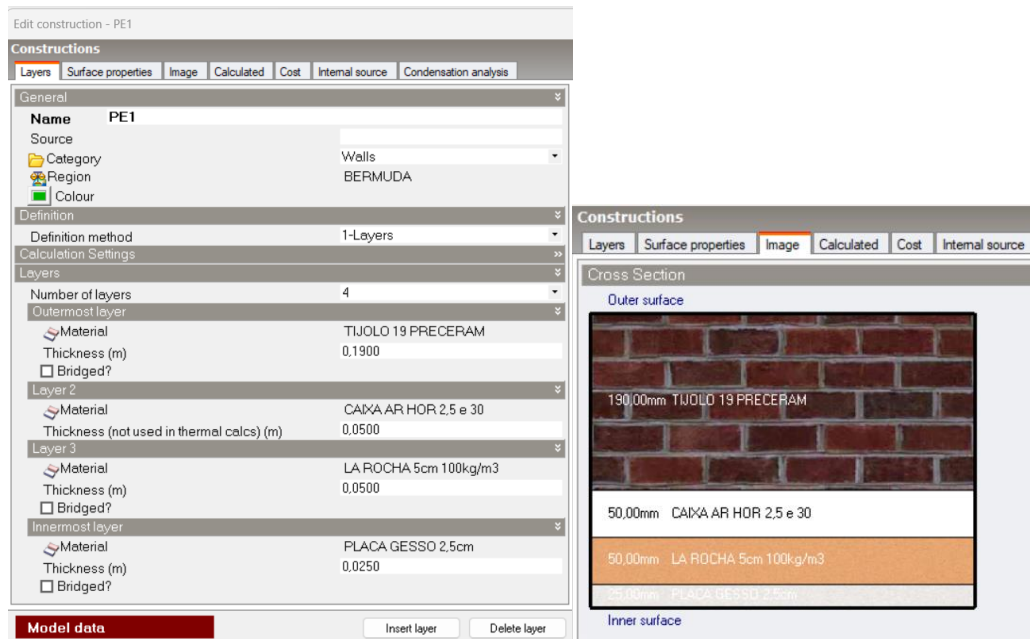 Edit construction - PE1
Constructions
Layers Surface properties Image Calculated Cost Internal source Condensation analysis
General
Name PE1
Source
Category Walls
Region BERMUDA
Colour
Definition
Definition method 1-Layers
Calculation Settings
Layers
Number of layers 4
Outermost layer
Material TIJOLO 19 PRECERAM
Thickness (m) 0,1900
Bridged?
Layer 2
Material CAIXA AR HOR 2,5 e 30
Thickness (not used in thermal calcs) (m) 0,0500
Layer 3
Material LA ROCHA 5cm 100kg/m3
Thickness (m) 0,0500
Bridged?
Innermost layer
Material PLACA GESSO 2,5cm
Thickness (m) 0,0250
Bridged?
Model data Insert layer Delete layer
Constructions
Layers Surface properties Image Calculated Cost Internal source
Cross Section
Outer surface
190,00mm TIJOLO 19 PRECERAM
50,00mm CAIXA AR HOR 2,5 e 30
50,00mm LA ROCHA 5cm 100kg/m3
25,00mm PLACA GESSO 2,5cm
Inner surface